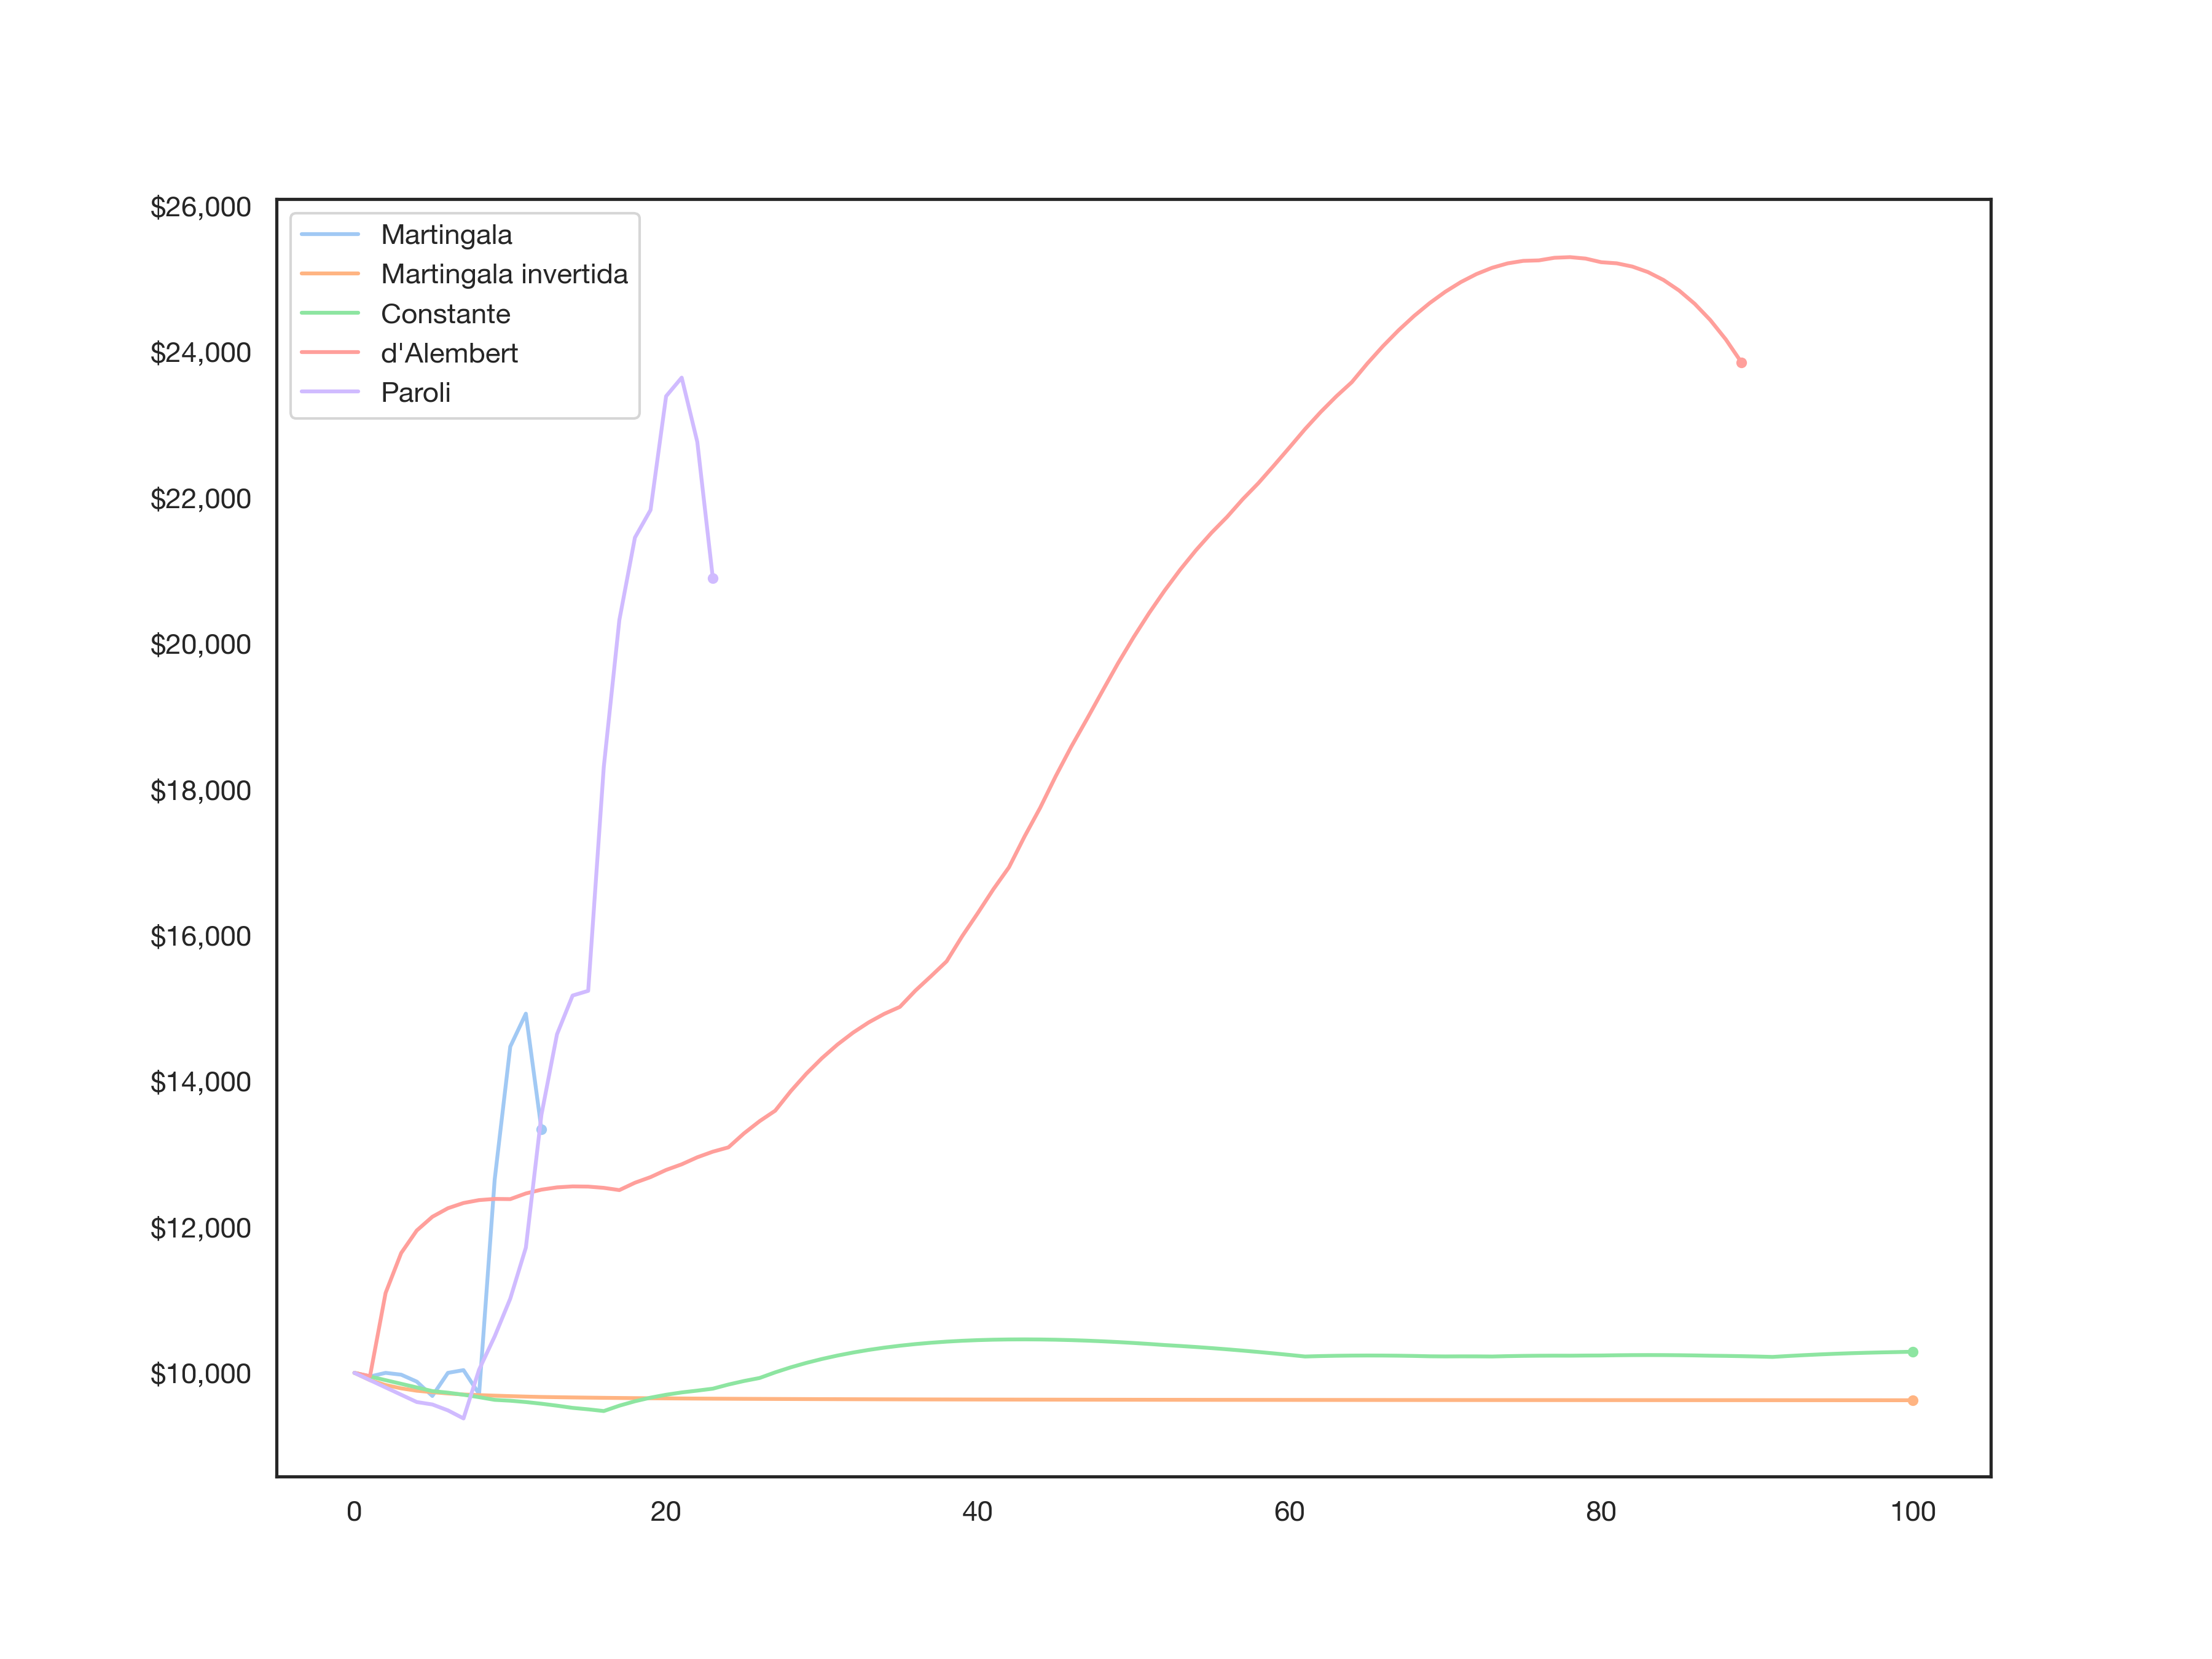 $26,000
$24,000
$22,000
$20,000
$18,000
$16,000
$14,000
$12,000
$10,000
Martingala
Martingala invertida
Constante
d'Alembert
Paroli
0 20 40 60 80 100